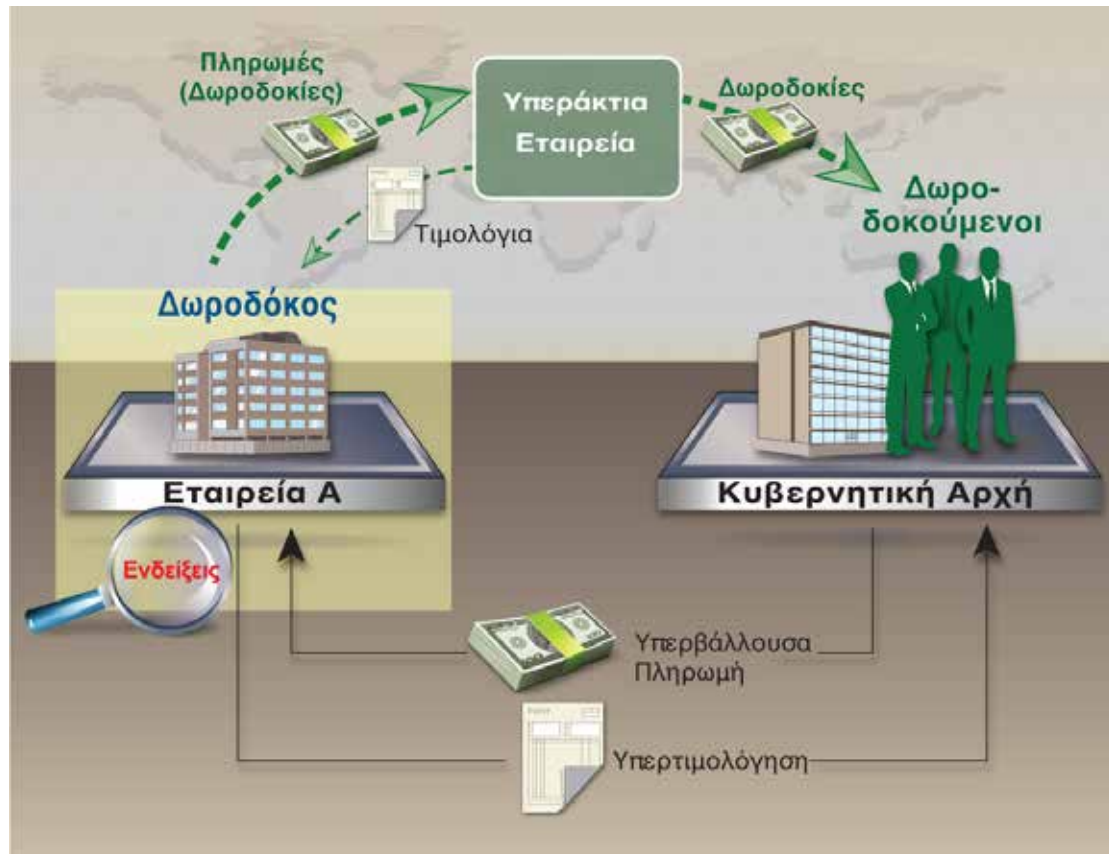 Πληρωμές
(Δωροδοκίες)
Υπεράκτια
Εταιρεία
Δωροδοκίες
Δωρο-
δοκούμενοι
Τιμολόγια
Δωροδόκος
Εταιρεία Α
Κυβερνητική Αρχή
Ενδείξεις
Υπερβάλλουσα
Πληρωμή
Υπερτιμολόγηση